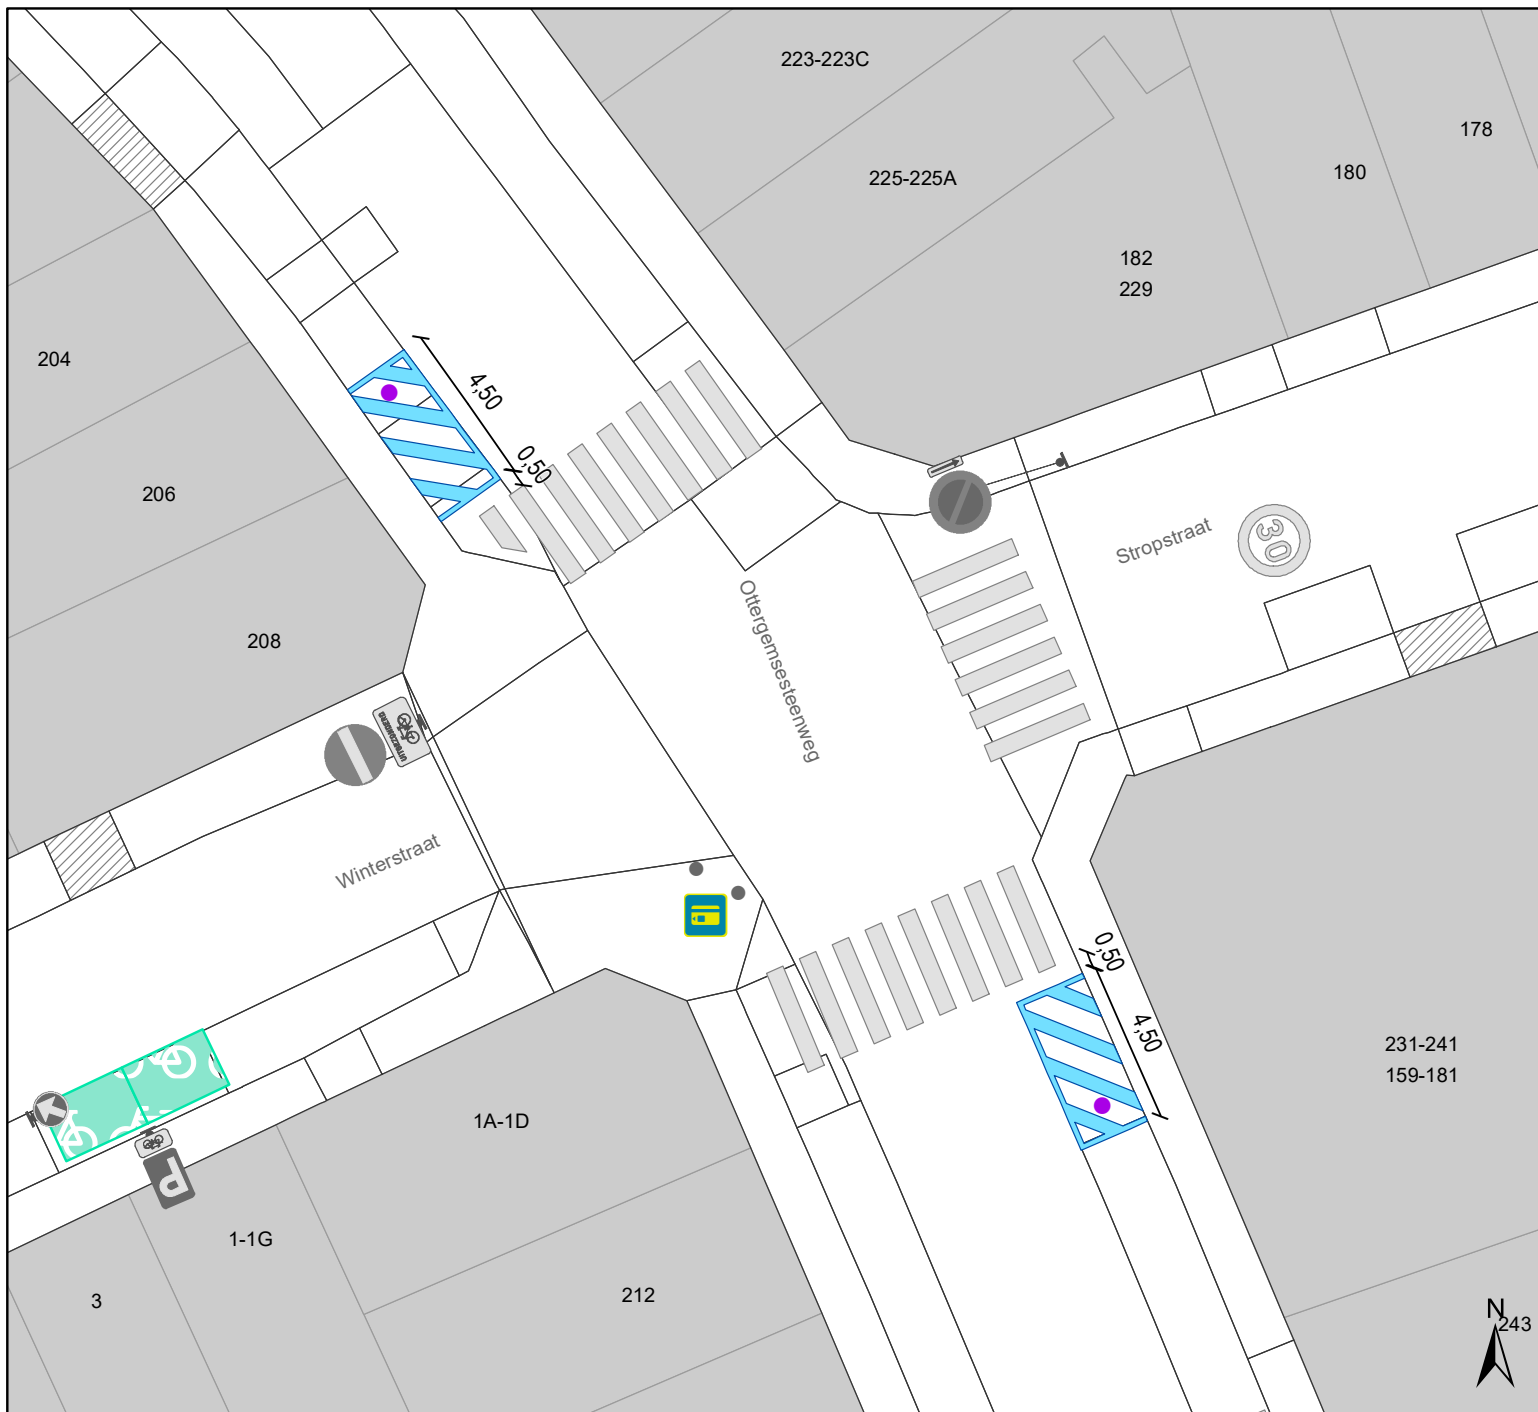 223-223C
178
180
225-225A
182
229
204
4,50
0,50
206
Stropstraat
30
Ottergemsesteenweg
208
UITGEZONDERD
Winterstraat
0,50
4,50
231-241
159-181
1A-1D
P
1-1G
3
212
N
243